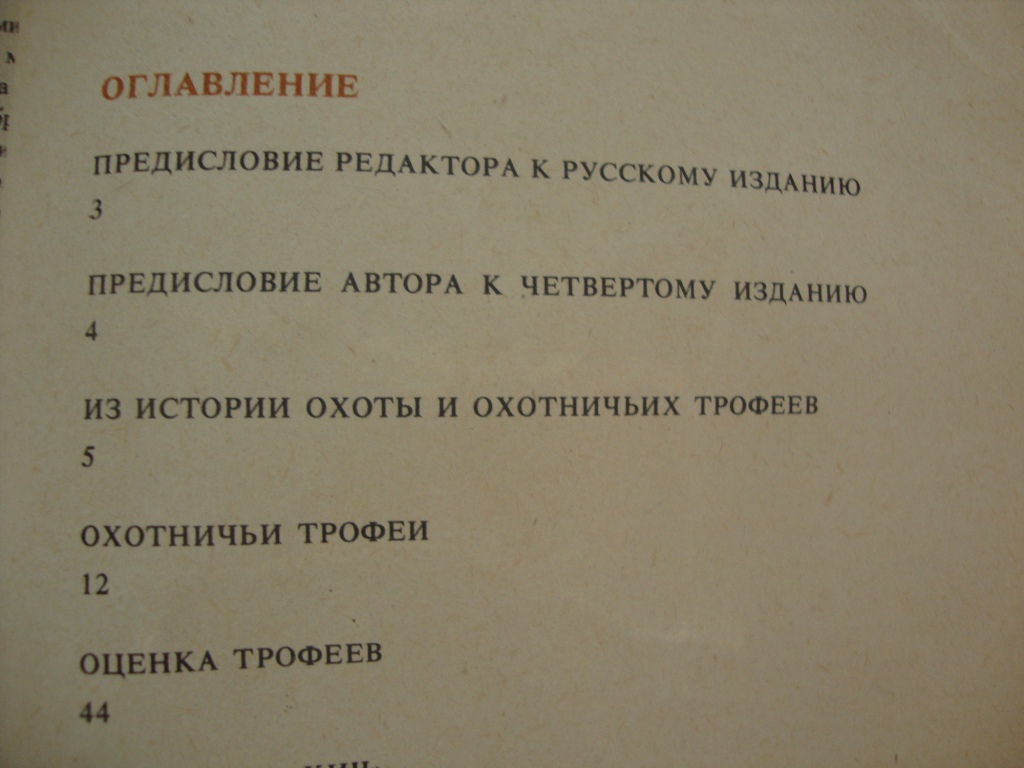 ОГЛАВЛЕНИЕ
ПРЕДИСЛОВИЕ РЕДАКТОРА К РУССКОМУ ИЗДАНИЮ
3
ПРЕДИСЛОВИЕ АВТОРА К ЧЕТВЕРТОМУ ИЗДАНИЮ
4
ИЗ ИСТОРИИ ОХОТЫ И ОХОТНИЧЬИХ ТРОФЕЕВ
5
ОХОТНИЧЬИ ТРОФЕИ
12
ОЦЕНКА ТРОФЕЕВ
44